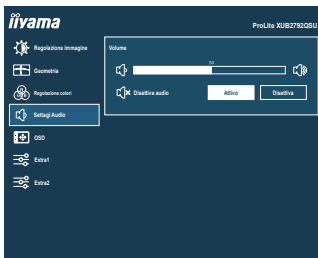 iiyama
ProLite XUB2792QSU
Regolazione immagine
Geometria
Regolazione colori
Settagi Audio
OSD
Extra1
Extra2
Volume
Disattiva audio
Attivo
Disattiva